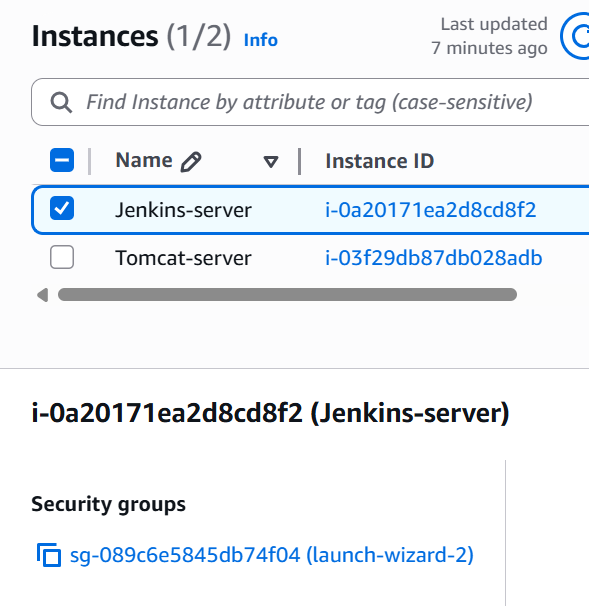 Instances (1/2) Info
Last updated
7 minutes ago
Find Instance by attribute or tag (case-sensitive)
Name Instance ID
Jenkins-server i-0a20171ea2d8cd8f2
Tomcat-server i-03f29db87db028adb
i-0a20171ea2d8cd8f2 (Jenkins-server)
Security groups
sg-089c6e5845db74f04 (launch-wizard-2)